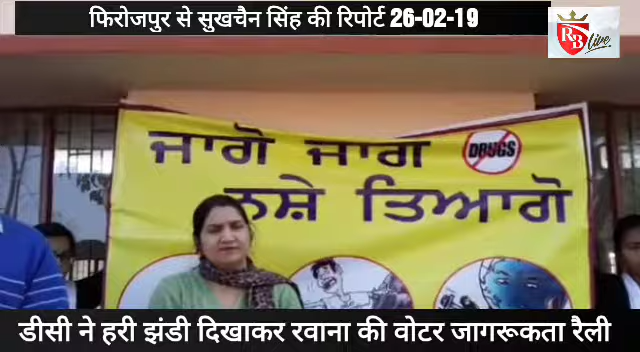 फिरोजपुर से सुखचैन सिंह की रिपोर्ट 26-02-19
RB
Live
ਜਾਗੋ ਜਾਗ
DRUGS
ਨਸ਼ੇ ਤਿਆਗੋ
डीसी ने हरी झंडी दिखाकर रवाना की वोटर जागरूकता रैली